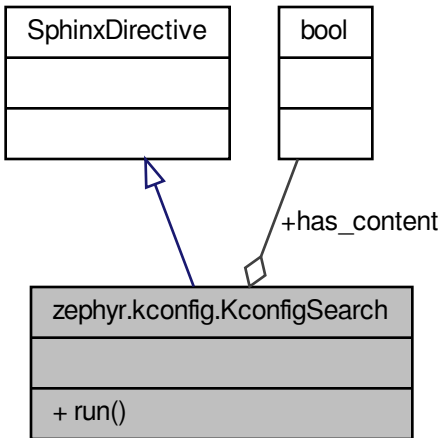 SphinxDirective
bool
+has_content
zephyr.kconfig.KconfigSearch
+ run()